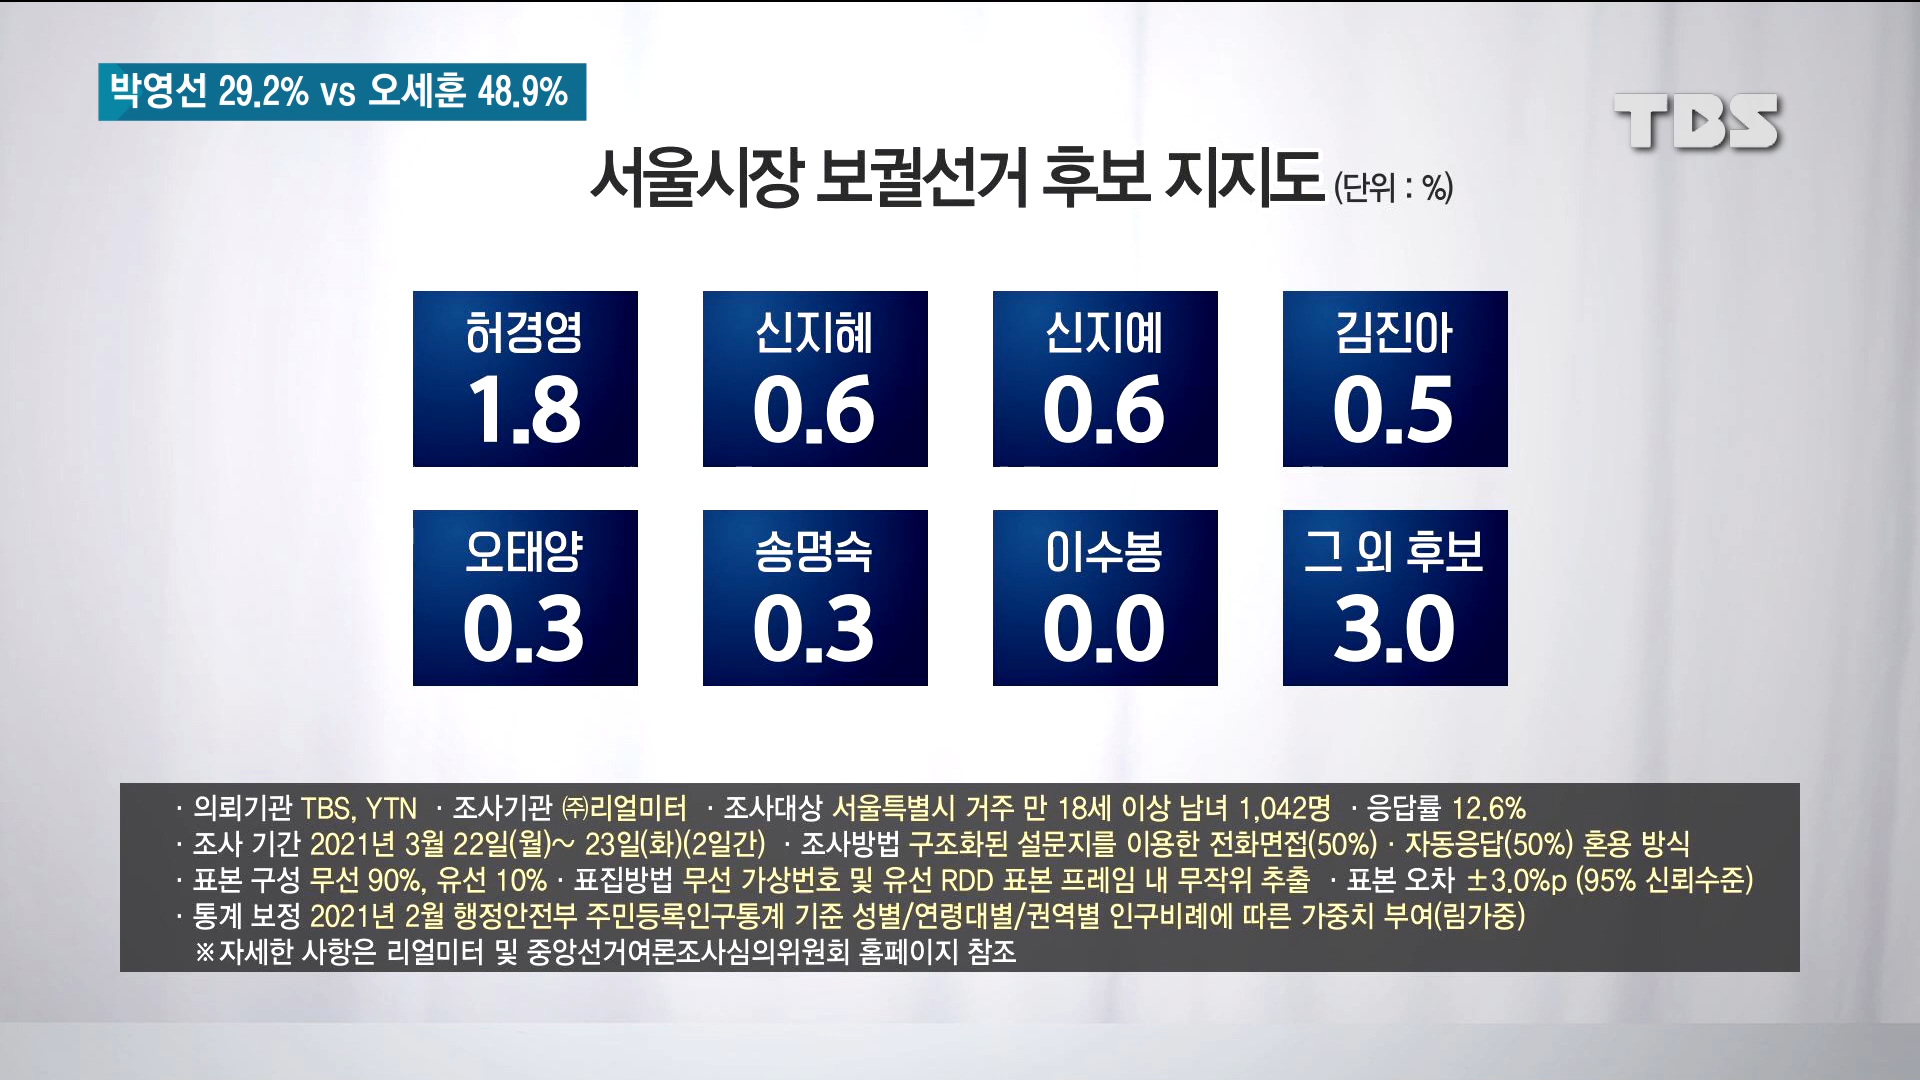 박영선 29.2% vs 오세훈 48.9%
TBS
서울시장 보궐선거 후보 지지도 (단위 : %)
허경영
1.8
신지혜
0.6
신지예
0.6
김진아
0.5
오태양
0.3
송명숙
0.3
이수봉
0.0
그 외 후보
3.0
· 의뢰기관 TBS, YTN · 조사기관 ㈜리얼미터 · 조사대상 서울특별시 거주 만 18세 이상 남녀 1,042명 · 응답률 12.6%
· 조사 기간 2021년 3월 22일(월)~ 23일(화)(2일간) · 조사방법 구조화된 설문지를 이용한 전화면접(50%) · 자동응답(50%) 혼용 방식
· 표본 구성 무선 90%, 유선 10% · 표집방법 무선 가상번호 및 유선 RDD 표본 프레임 내 무작위 추출 · 표본 오차 ±3.0%p (95% 신뢰수준)
· 통계 보정 2021년 2월 행정안전부 주민등록인구통계 기준 성별/연령대별/권역별 인구비례에 따른 가중치 부여(림가중)
※자세한 사항은 리얼미터 및 중앙선거여론조사심의위원회 홈페이지 참조